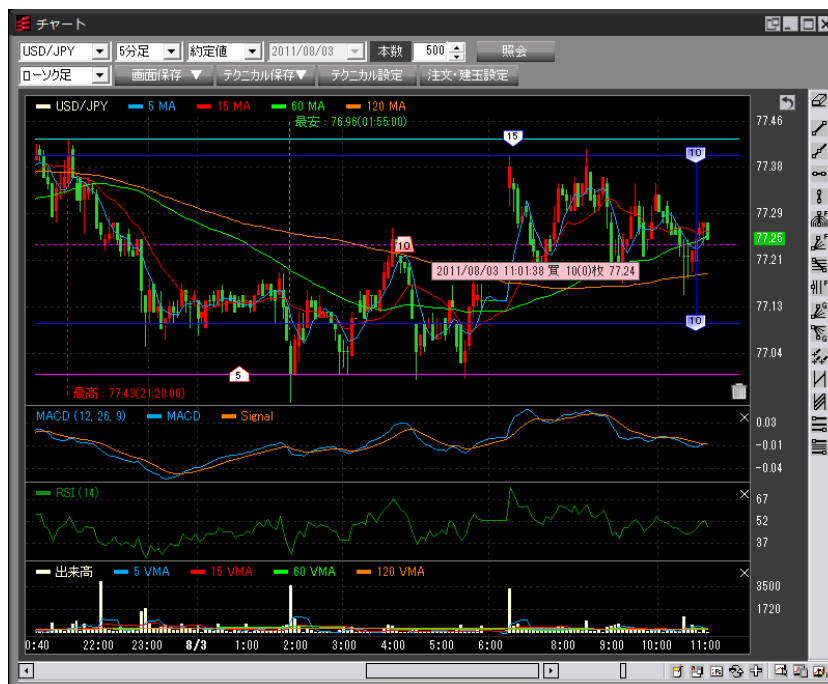 チャート
USD/JPY 5分足 約定値 2011/08/03 本数 500 照会
ローソク足 画面保存 ▼ テクニカル保存▼ テクニカル設定 注文・建玉設定
USD/JPY 5 MA 15 MA 60 MA 120 MA
最安：76.96(01:55:00)
77.46
15
10
77.38
77.29
10
77.25
77.21
2011/08/03 11:01:38 買 10(0)枚 77.24
77.13
10
77.04
5
最高：77.43(21:20:00)
MACD (12, 26, 9) MACD Signal
0.03
-0.01
-0.04
RSI (14)
67
52
37
出来高 5 VMA 15 VMA 60 VMA 120 VMA
3500
1720
0:40 22:00 23:00 8/3 1:00 2:00 3:00 4:00 5:00 6:00 8:00 9:00 10:00 11:00